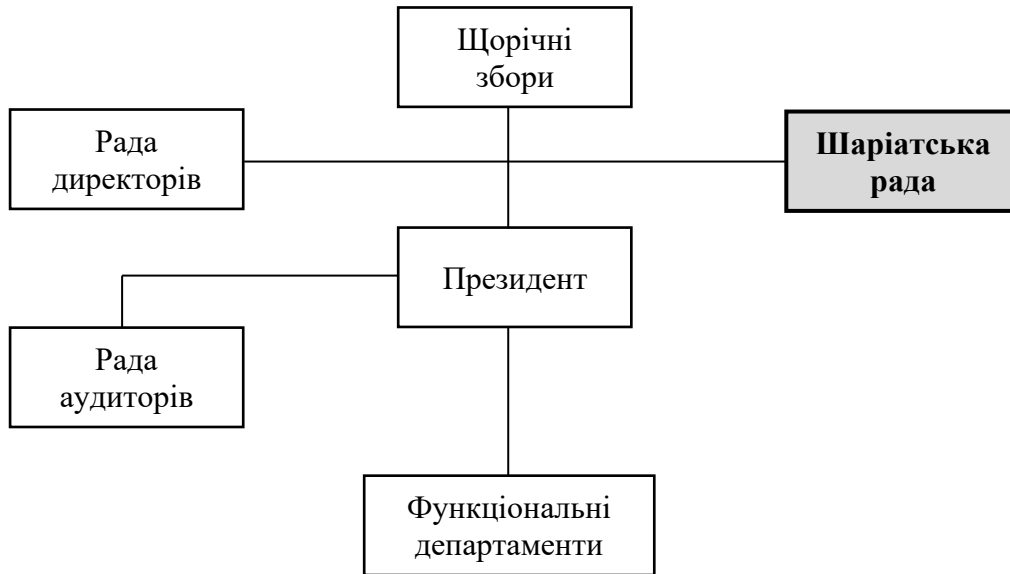 Щорічні
збори
Рада
директорів
Шаріатська
рада
Президент
Рада
аудиторів
Функціональні
департаменти